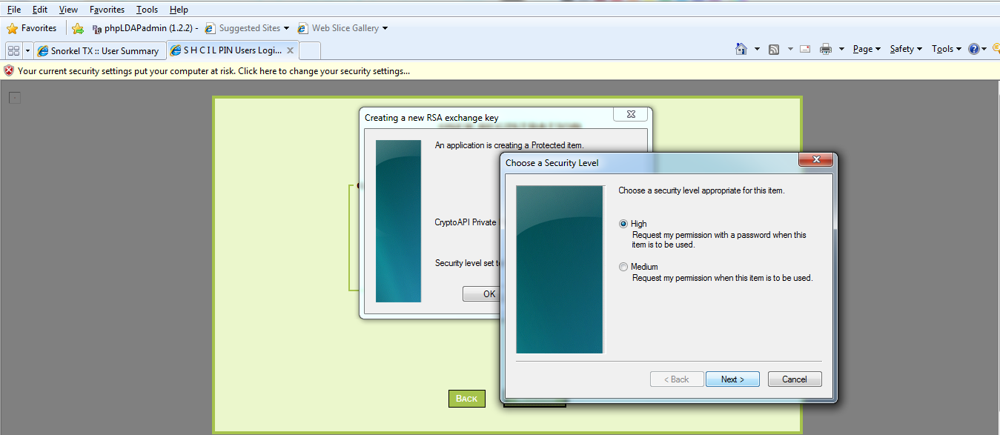 File Edit View Favorites Tools Help
Favorites phpLDAPadmin (1.2.2) - Suggested Sites Web Slice Gallery
Snorkel TX :: User Summary S H C I L PIN Users Logi... Page Safety Tools
Your current security settings put your computer at risk. Click here to change your security settings...
Creating a new RSA exchange key
An application is creating a Protected item.
CryptoAPI Private
Security level set to
OK
Choose a Security Level
Choose a security level appropriate for this item.
High
Request my permission with a password when this
item is to be used.
Medium
Request my permission when this item is to be used.
< Back Next > Cancel
BACK